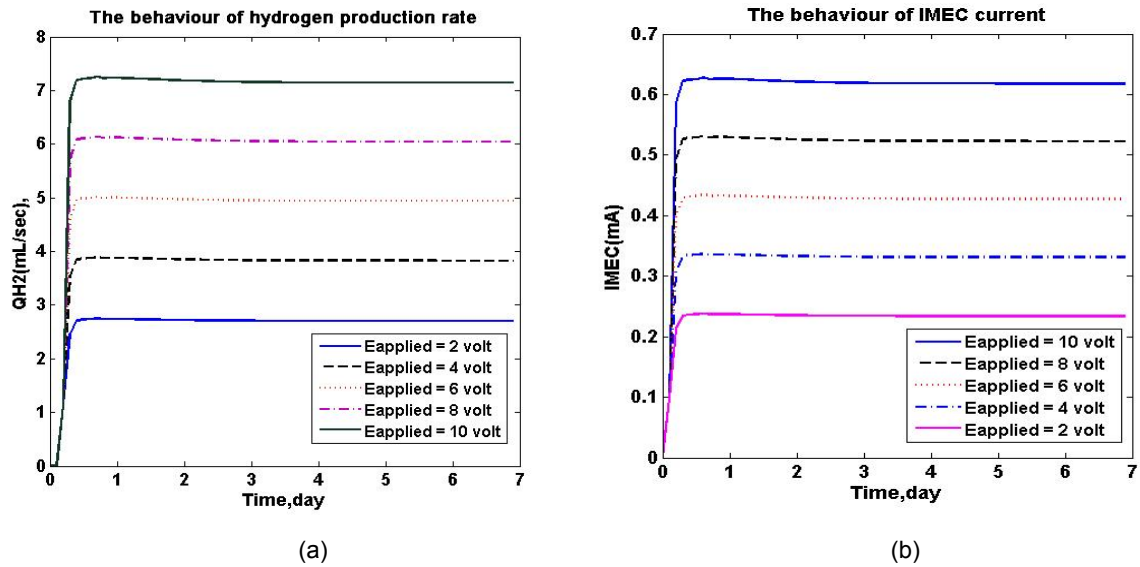 The behaviour of hydrogen production rate
8
7
6
5
4
3
2
1
0
QH2(mL/sec),
Eapplied = 2 volt
Eapplied = 4 volt
Eapplied = 6 volt
Eapplied = 8 volt
Eapplied = 10 volt
0 1 2 3 4 5 6 7
Time,day
(a)
The behaviour of IMEC current
0.7
0.6
0.5
0.4
0.3
0.2
0.1
0
IMEC(mA)
Eapplied = 10 volt
Eapplied = 8 volt
Eapplied = 6 volt
Eapplied = 4 volt
Eapplied = 2 volt
0 1 2 3 4 5 6 7
Time,day
(b)